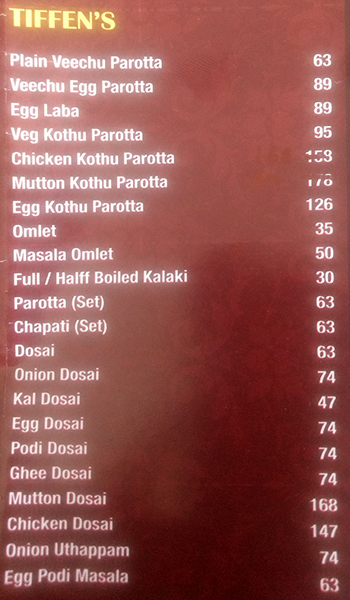 TIFFEN'S
Plain Veechu Parotta 63
Veechu Egg Parotta 89
Egg Laba 89
Veg Kothu Parotta 95
Chicken Kothu Parotta
Mutton Kothu Parotta
Egg Kothu Parotta 126
Omlet 35
Masala Omlet 50
Full / Halff Boiled Kalaki 30
Parotta (Set) 63
Chapati (Set) 63
Dosai 63
Onion Dosai 74
Kal Dosai 47
Egg Dosai 74
Podi Dosai 74
Ghee Dosai 74
Mutton Dosai 168
Chicken Dosai 147
Onion Uthappam 74
Egg Podi Masala 63